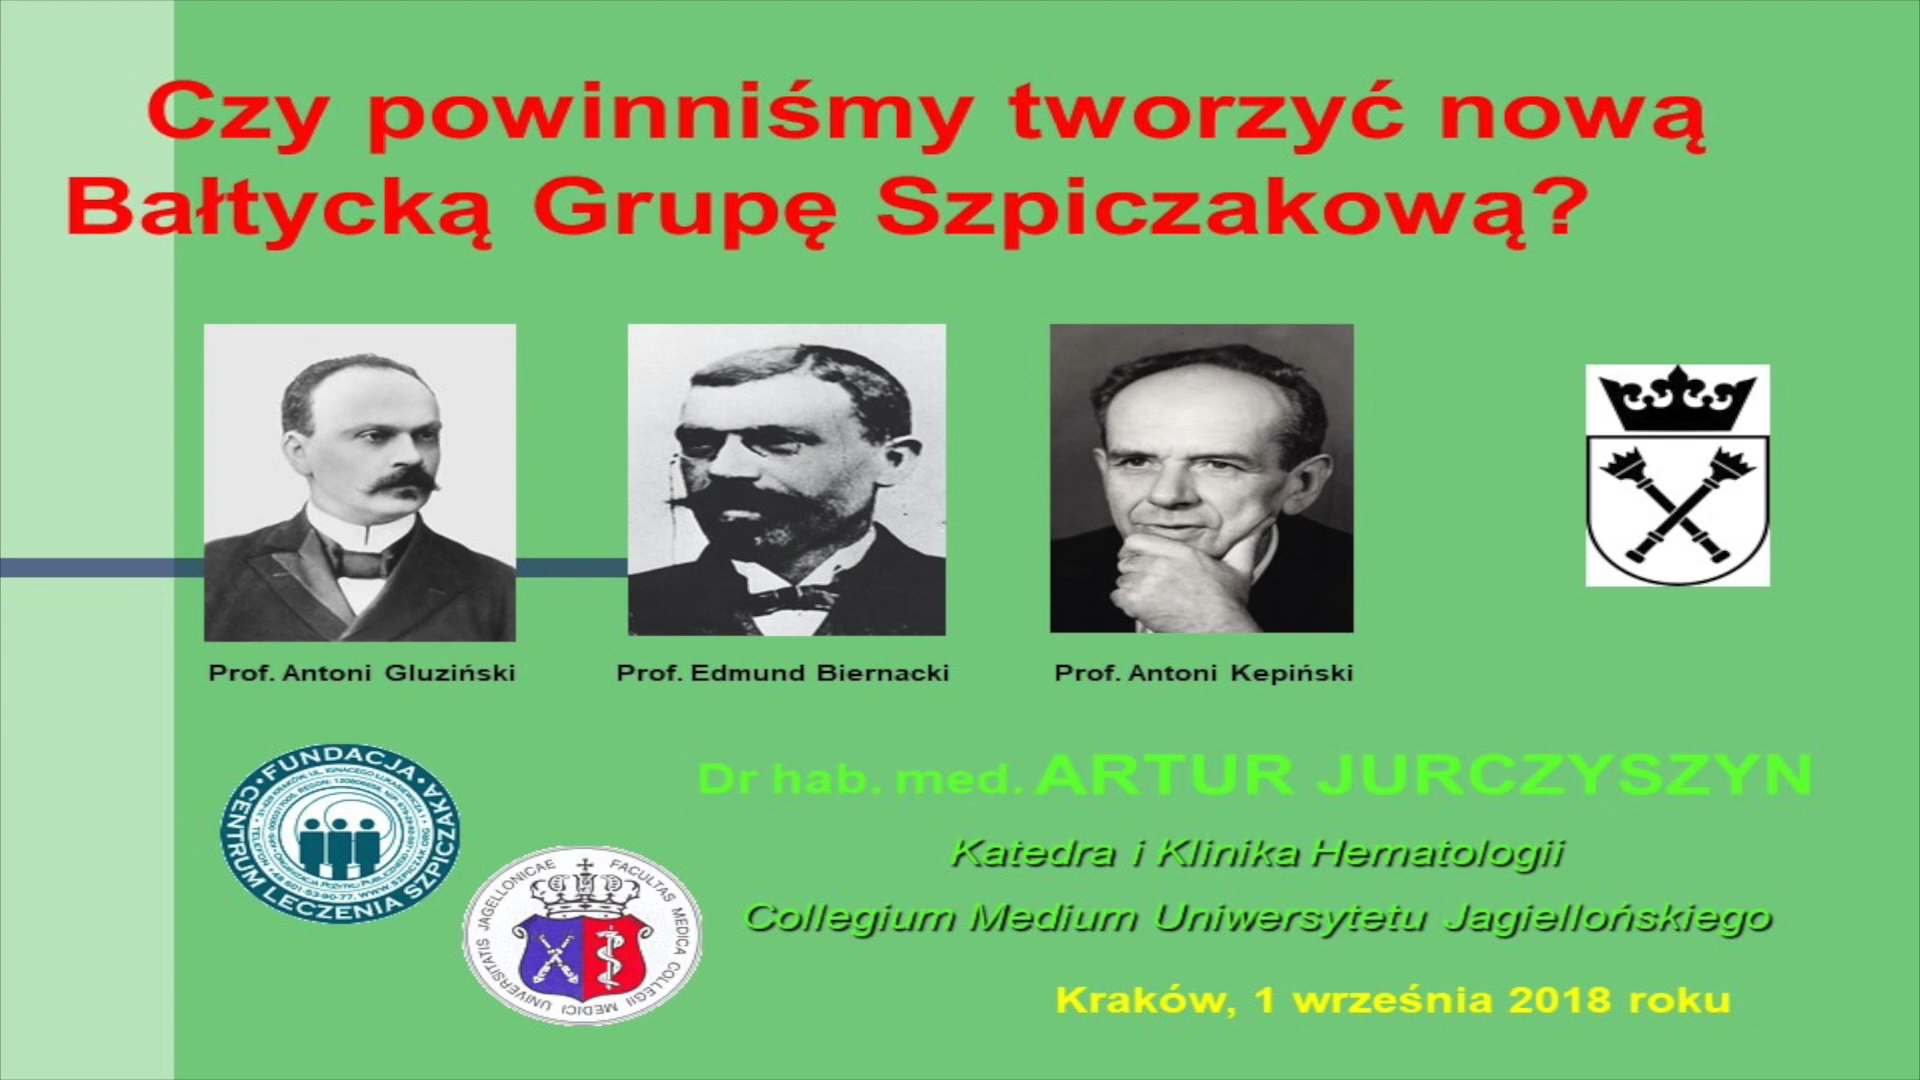 Czy powinniśmy tworzyć nową
Bałtycką Grupę Szpiczakową?
Prof. Antoni Gluziński
Prof. Edmund Biernacki
Prof. Antoni Kepiński
Dr hab. med. ARTUR JURCZYSZYN
Katedra i Klinika Hematologii
Collegium Medium Uniwersytetu Jagiellońskiego
Kraków, 1 września 2018 roku
FUNDACJA
CENTRUM LECZENIA SZPICZAKA
UNIVERSITATIS JAGELLONICAE FACULTAS MEDICA COLLEGII MEDICI